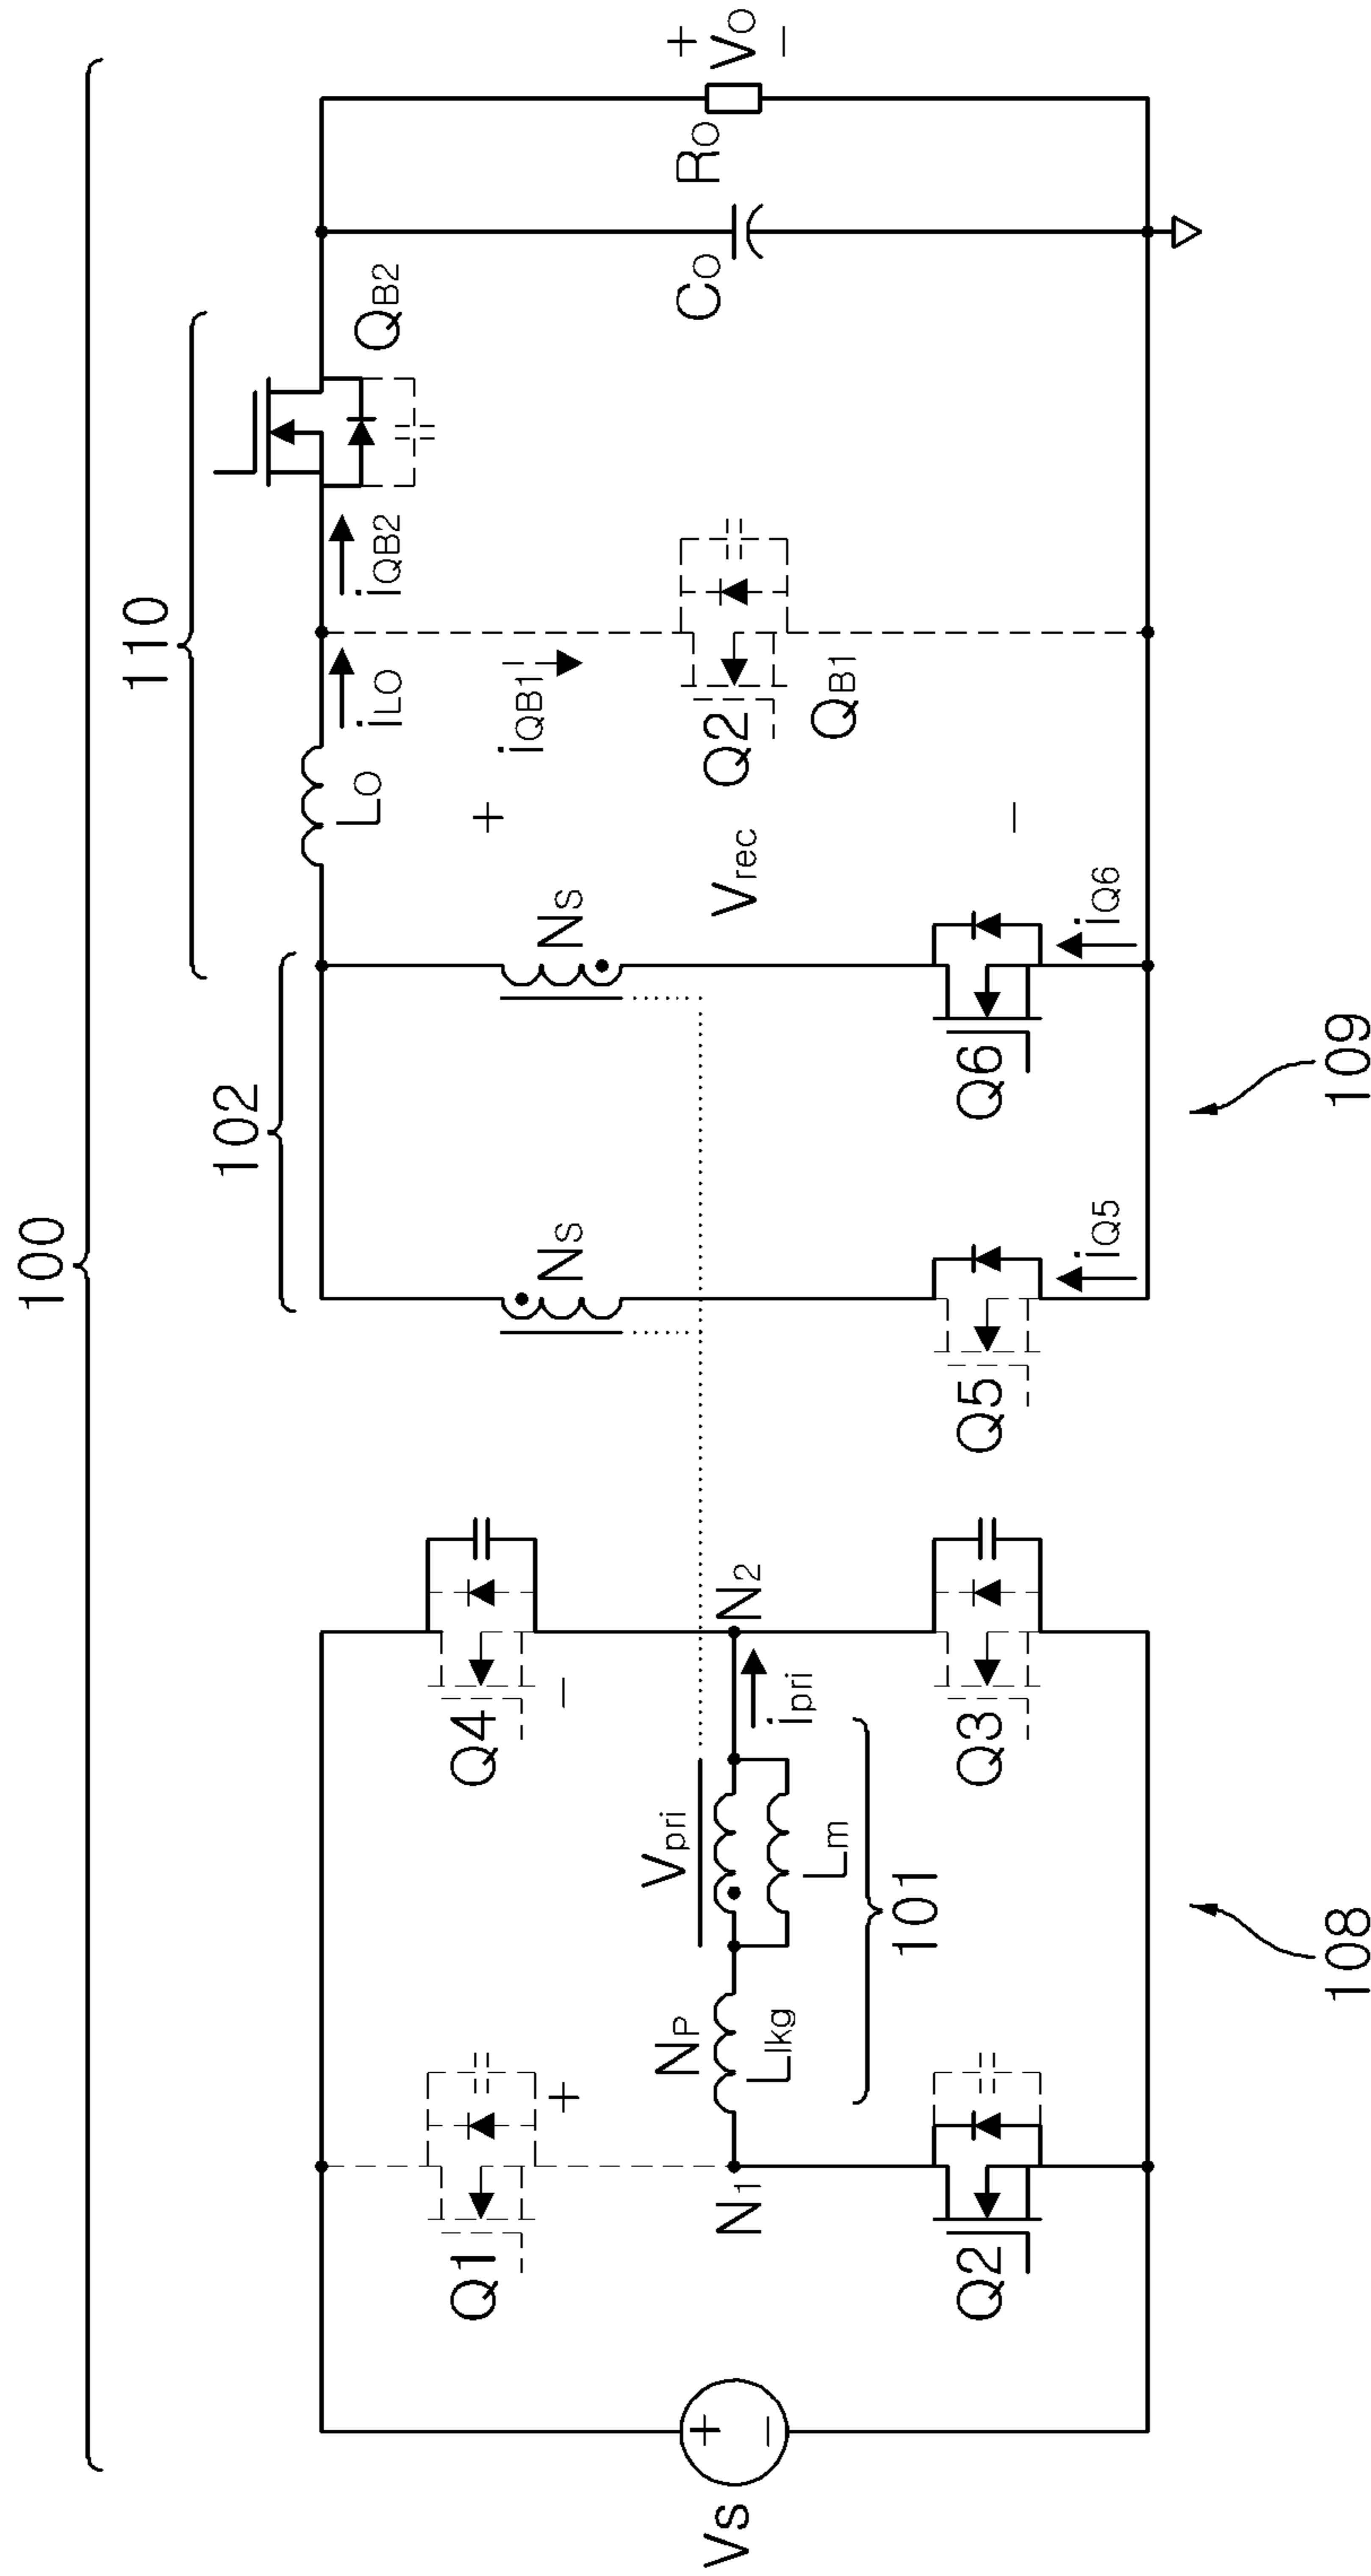 100
110
102
QB2
iLO
iQB2
LO
NS
NS
iQB1
+
Vrec
−
Q2
QB1
CO
RO
+
VO
−
Q1
+
Q4
−
Vs
+
−
N1
NP
Llkg
Vpri
Lm
ipri
N2
101
Q2
Q3
Q5
iQ5
Q6
iQ6
108
109